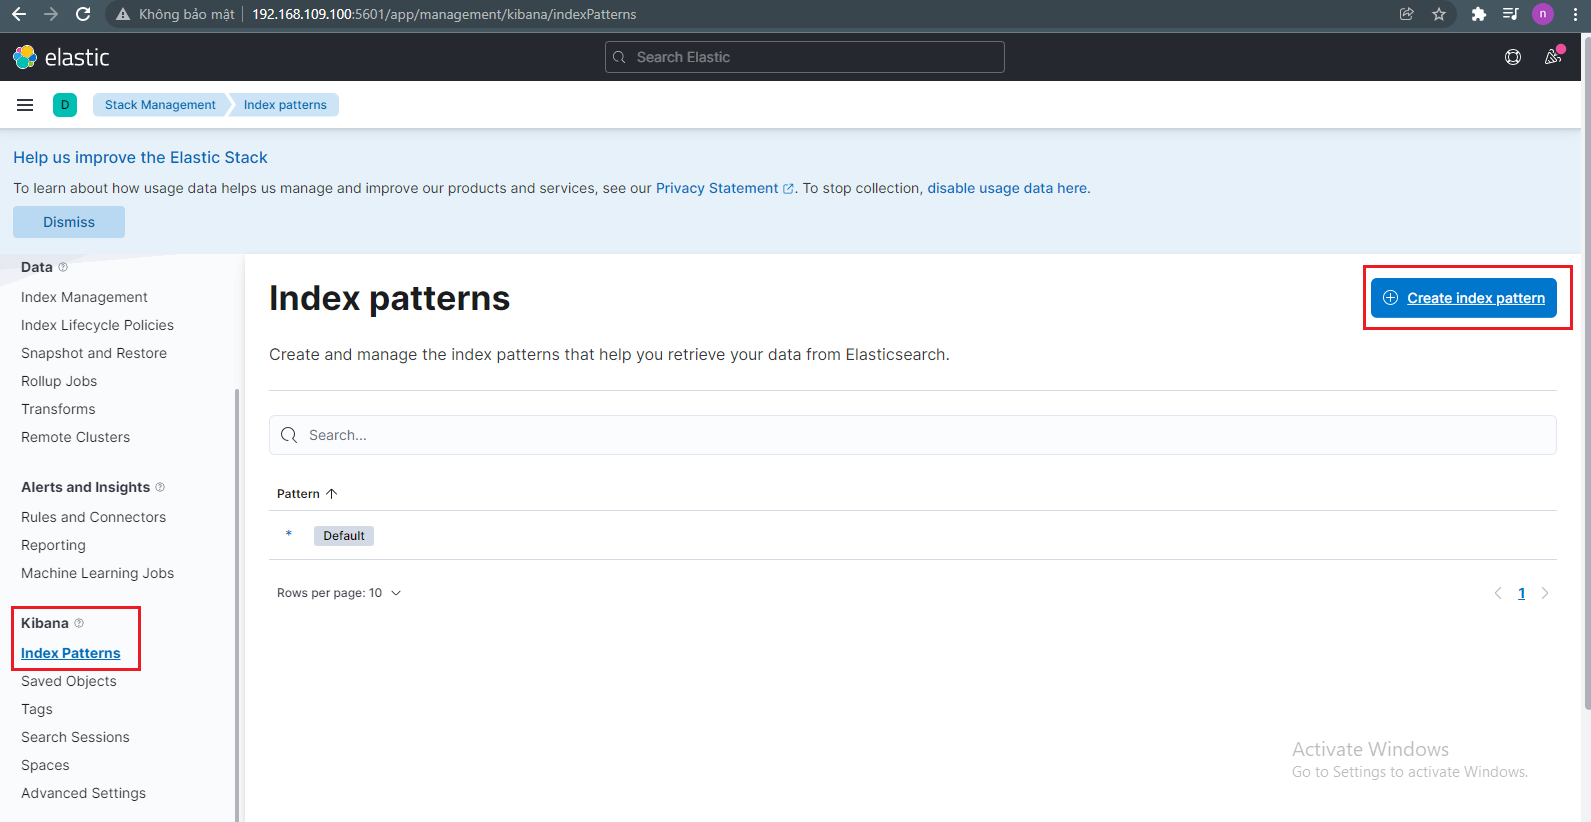 Không bảo mật 192.168.109.100:5601/app/management/kibana/indexPatterns n
elastic Search Elastic
D Stack Management Index patterns
Help us improve the Elastic Stack
To learn about how usage data helps us manage and improve our products and services, see our Privacy Statement. To stop collection, disable usage data here.
Dismiss
Data
Index Management
Index Lifecycle Policies
Snapshot and Restore
Rollup Jobs
Transforms
Remote Clusters
Alerts and Insights
Rules and Connectors
Reporting
Machine Learning Jobs
Kibana
Index Patterns
Saved Objects
Tags
Search Sessions
Spaces
Advanced Settings
Index patterns
Create index pattern
Create and manage the index patterns that help you retrieve your data from Elasticsearch.
Search...
Pattern
* Default
Rows per page: 10
1
Activate Windows
Go to Settings to activate Windows.